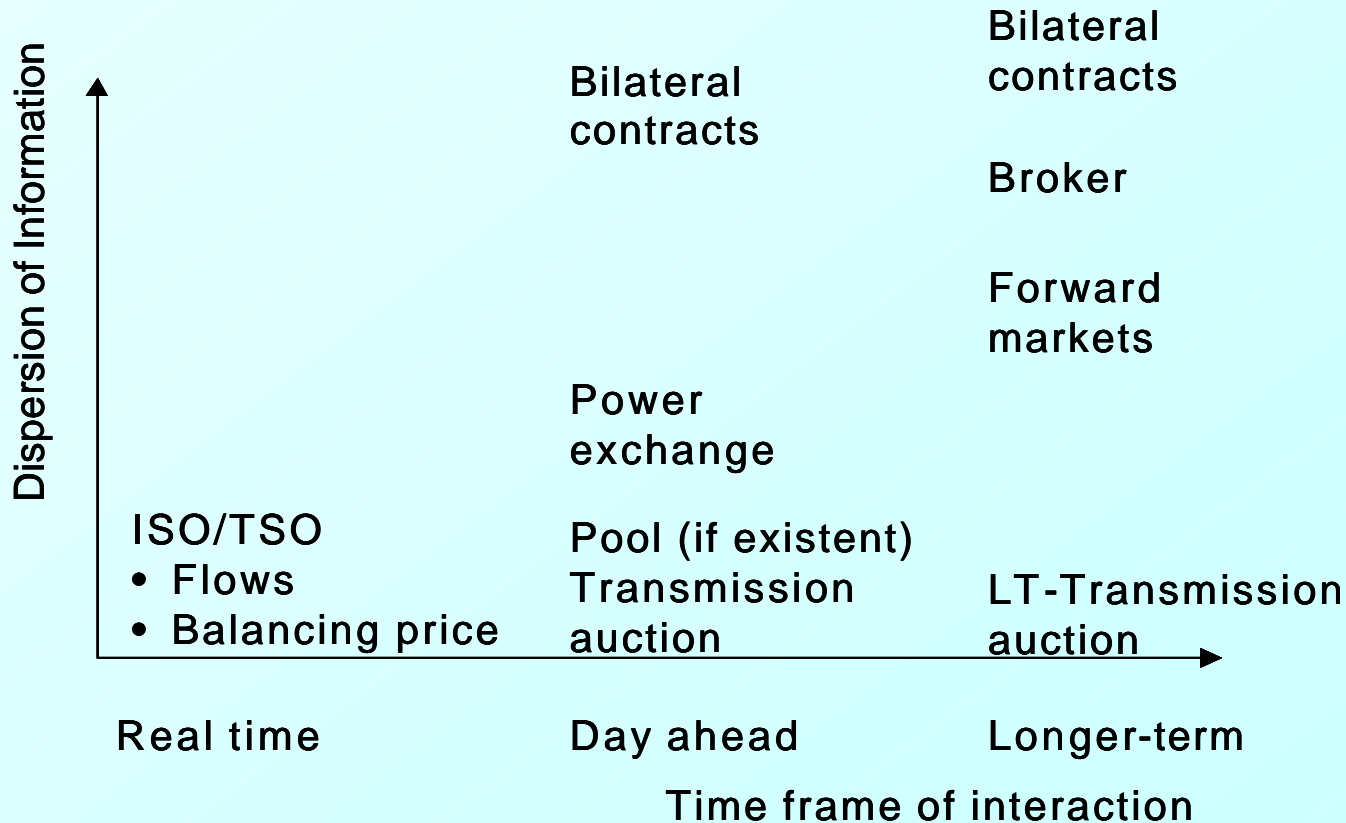 Dispersion of Information
Bilateral
contracts
Broker
Forward
markets
LT-Transmission
auction
Bilateral
contracts
Power
exchange
Pool (if existent)
Transmission
auction
ISO/TSO
• Flows
• Balancing price
Real time
Day ahead
Longer-term
Time frame of interaction